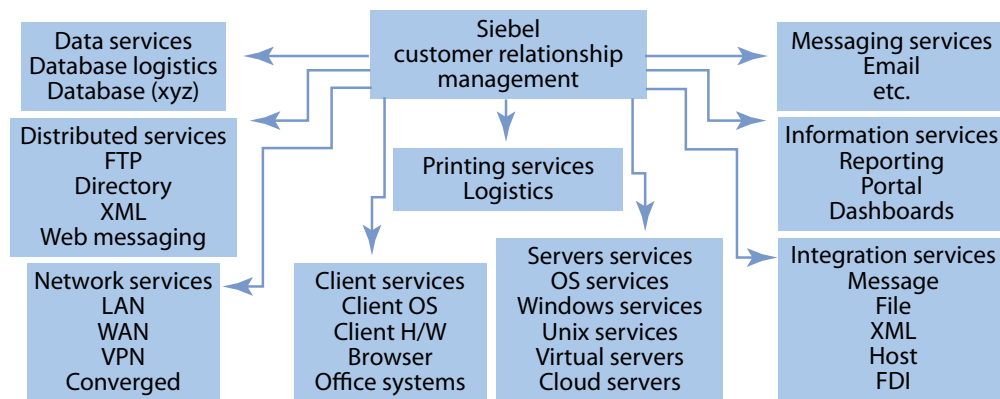 Siebel
customer relationship
management
Data services
Database logistics
Database (xyz)
Messaging services
Email
etc.
Distributed services
FTP
Directory
XML
Web messaging
Printing services
Logistics
Information services
Reporting
Portal
Dashboards
Network services
LAN
WAN
VPN
Converged
Client services
Client OS
Client H/W
Browser
Office systems
Servers services
OS services
Windows services
Unix services
Virtual servers
Cloud servers
Integration services
Message
File
XML
Host
FDI